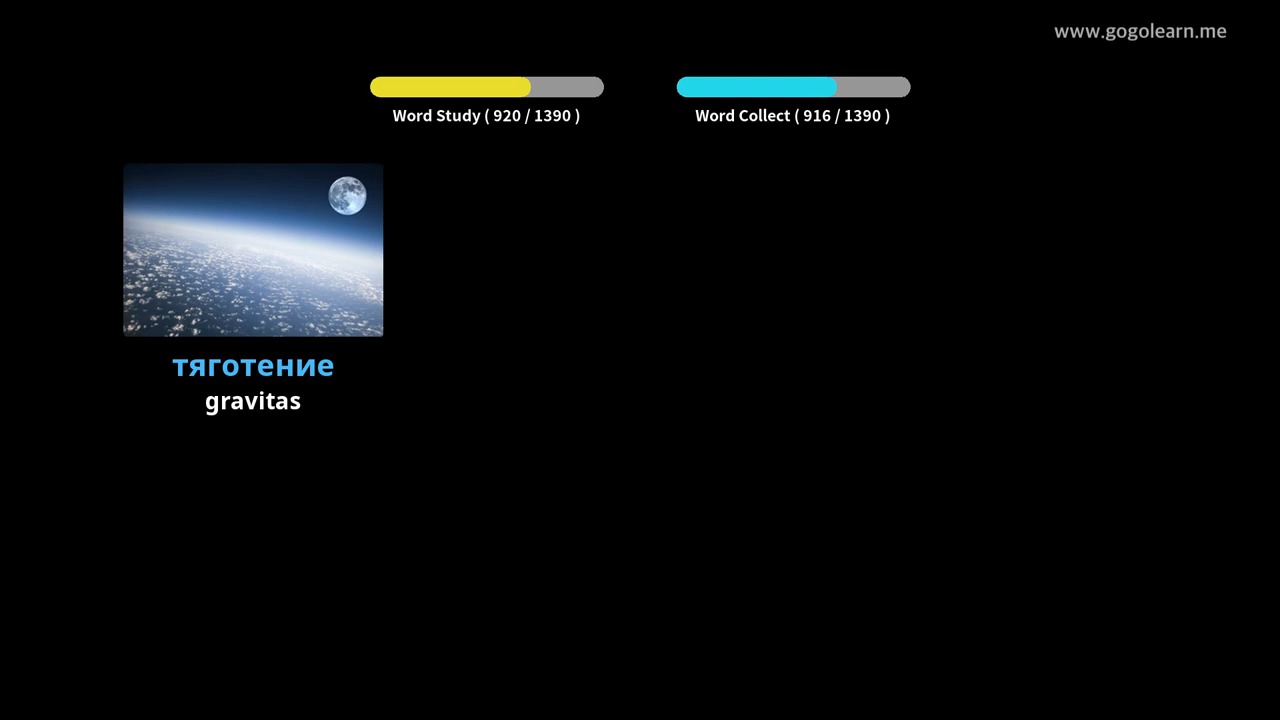 www.gogolearn.me
Word Study ( 920 / 1390 )
Word Collect ( 916 / 1390 )
тяготение
gravitas